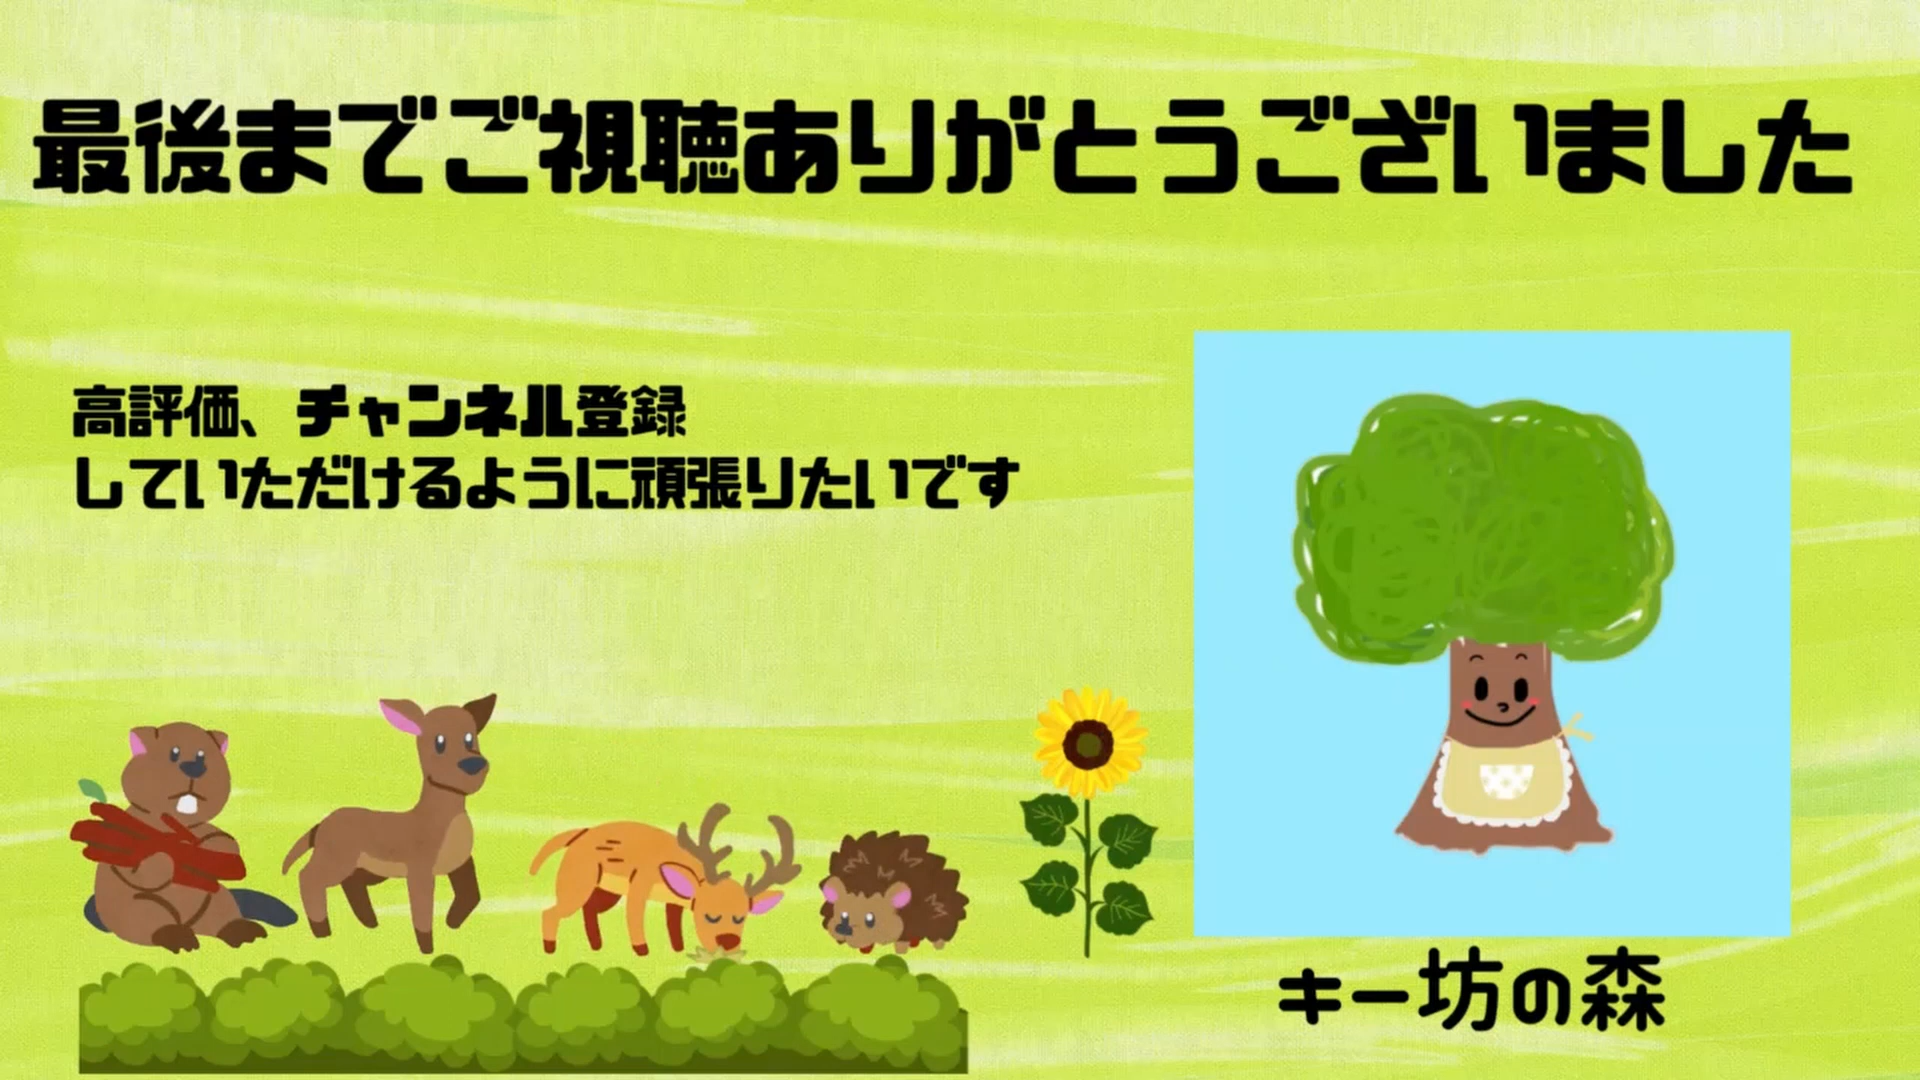 最後までご視聴ありがとうございました
高評価、チャンネル登録
していただけるように頑張りたいです
キー坊の森